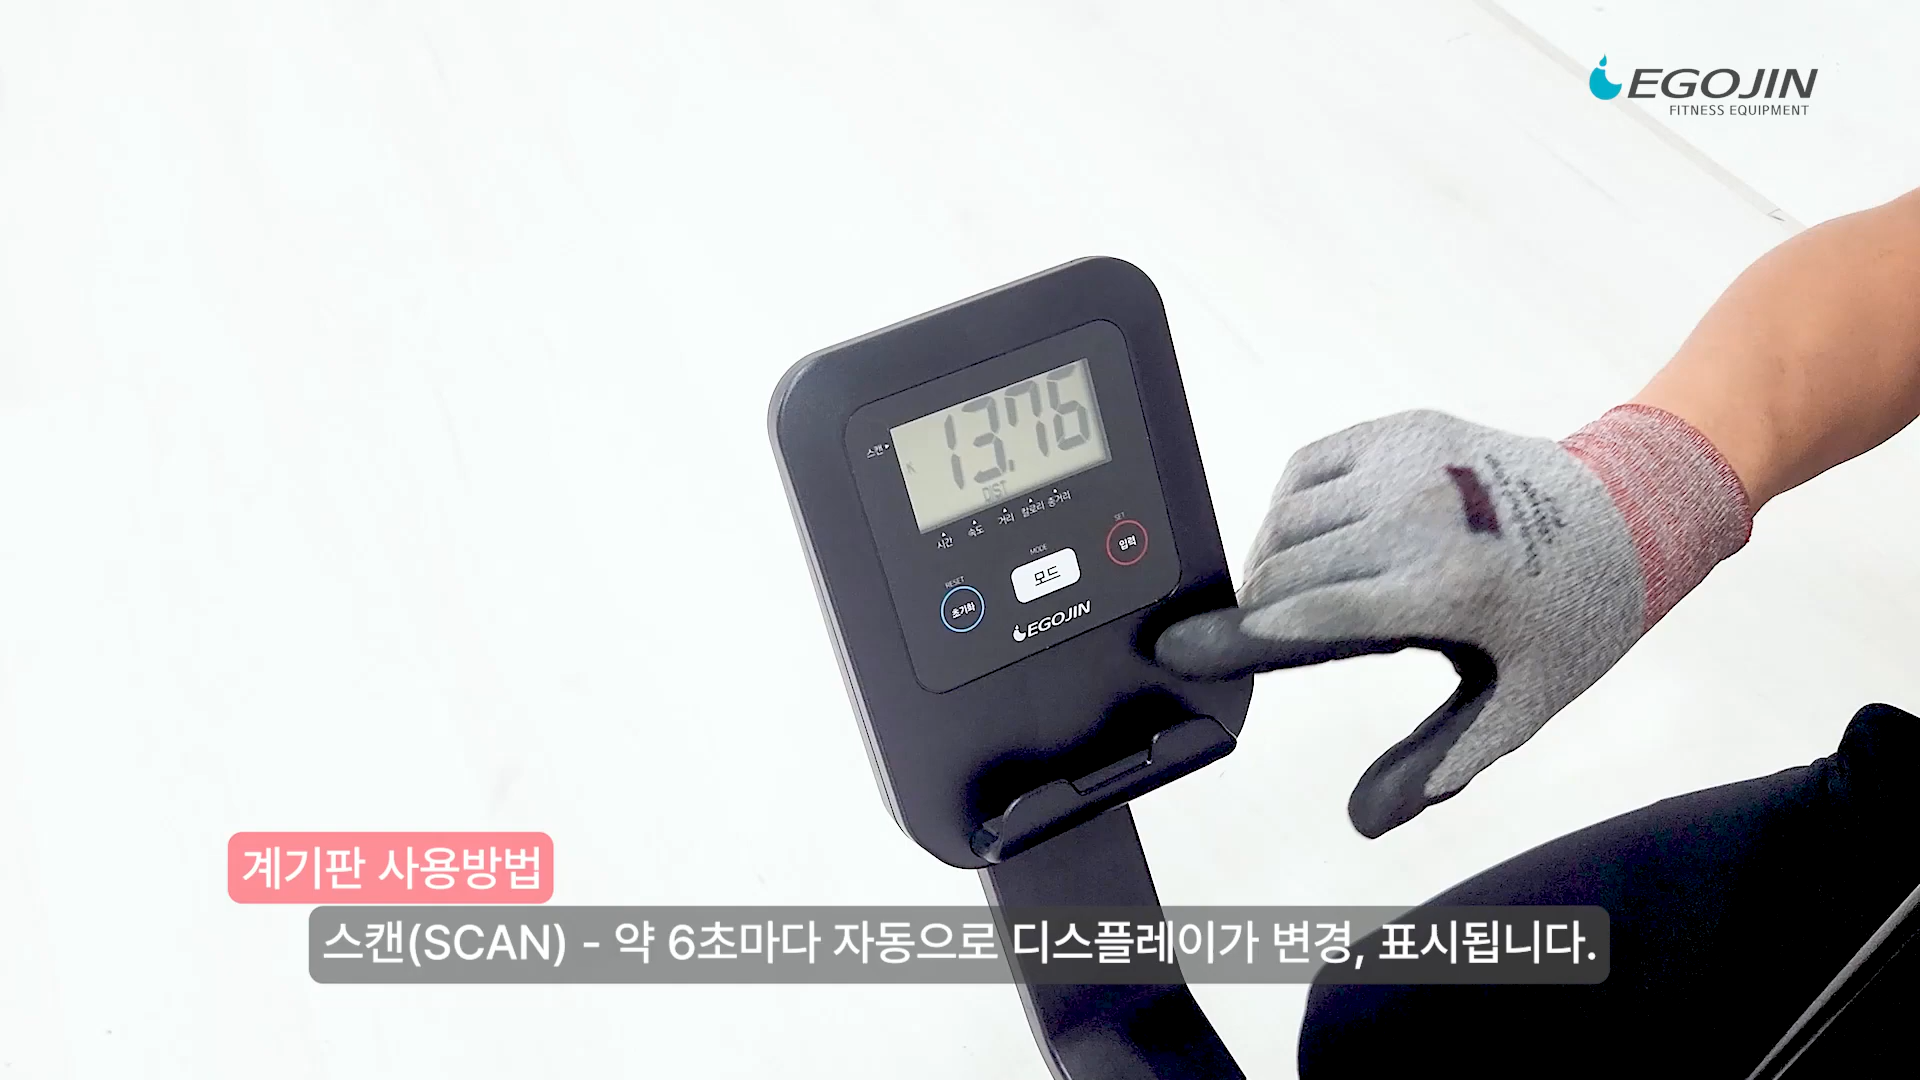 EGOJIN
FITNESS EQUIPMENT
스캔
13.76
K
DIST
시간 속도 거리 칼로리 총거리
RESET
초기화
MODE
모드
SET
입력
EGOJIN
계기판 사용방법
스캔(SCAN) - 약 6초마다 자동으로 디스플레이가 변경, 표시됩니다.